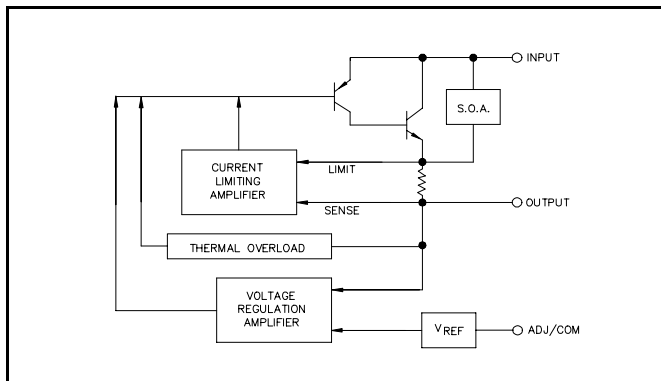 INPUT
S.O.A.
LIMIT
CURRENT
LIMITING
AMPLIFIER
SENSE
OUTPUT
THERMAL OVERLOAD
VOLTAGE
REGULATION
AMPLIFIER
VREF
ADJ/COM